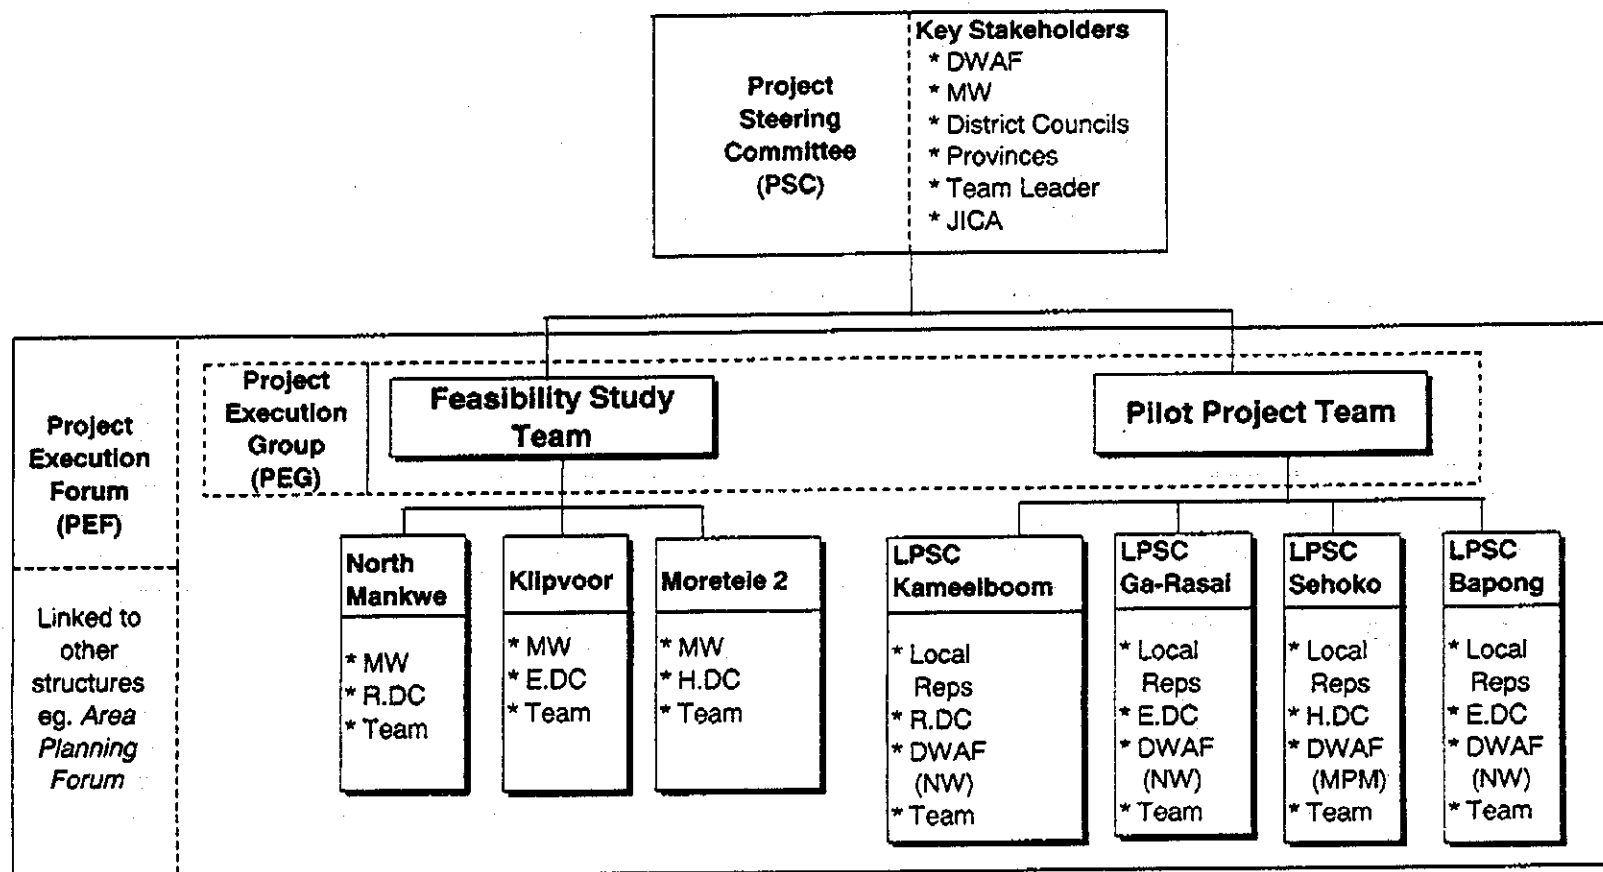 Project
Steering
Committee
(PSC)
Key Stakeholders
* DWAF
* MW
* District Councils
* Provinces
* Team Leader
* JICA
Project
Execution
Forum
(PEF)
Linked to
other
structures
eg. Area
Planning
Forum
Project
Execution
Group
(PEG)
Feasibility Study
Team
Pilot Project Team
North
Mankwe
* MW
* R.DC
* Team
Klipvoor
* MW
* E.DC
* Team
Moretele 2
* MW
* H.DC
* Team
LPSC
Kameelboom
* Local
Reps
* R.DC
* DWAF
(NW)
* Team
LPSC
Ga-Rasai
* Local
Reps
* E.DC
* DWAF
(NW)
* Team
LPSC
Sehoko
* Local
Reps
* H.DC
* DWAF
(MPM)
* Team
LPSC
Bapong
* Local
Reps
* E.DC
* DWAF
(NW)
* Team